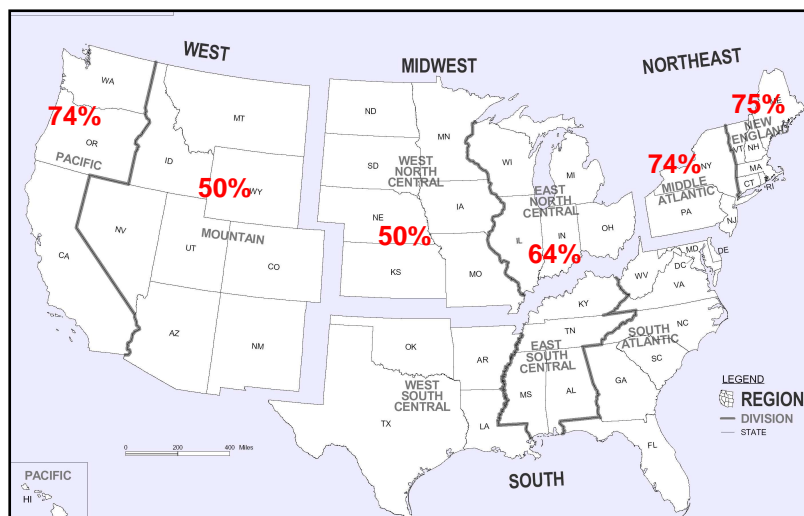 WEST
MIDWEST
NORTHEAST
WA
MT
ND
MN
ME
75%
74%
OR
PACIFIC
ID
50%
WY
SD
WEST
NORTH
CENTRAL
WI
MI
NEW
ENGLAND
VT
NH
74%
NY
MA
CT
RI
MIDDLE
ATLANTIC
NV
MOUNTAIN
UT
CO
NE
50%
IA
EAST
NORTH
CENTRAL
IL
IN
OH
64%
PA
NJ
CA
KS
MO
MD
DE
WV
DC
VA
KY
AZ
NM
OK
AR
TN
NC
SOUTH
ATLANTIC
SC
EAST
SOUTH
CENTRAL
WEST
SOUTH
CENTRAL
TX
LA
MS
AL
GA
FL
LEGEND
REGION
DIVISION
STATE
0 200 400 Miles
PACIFIC
HI
SOUTH